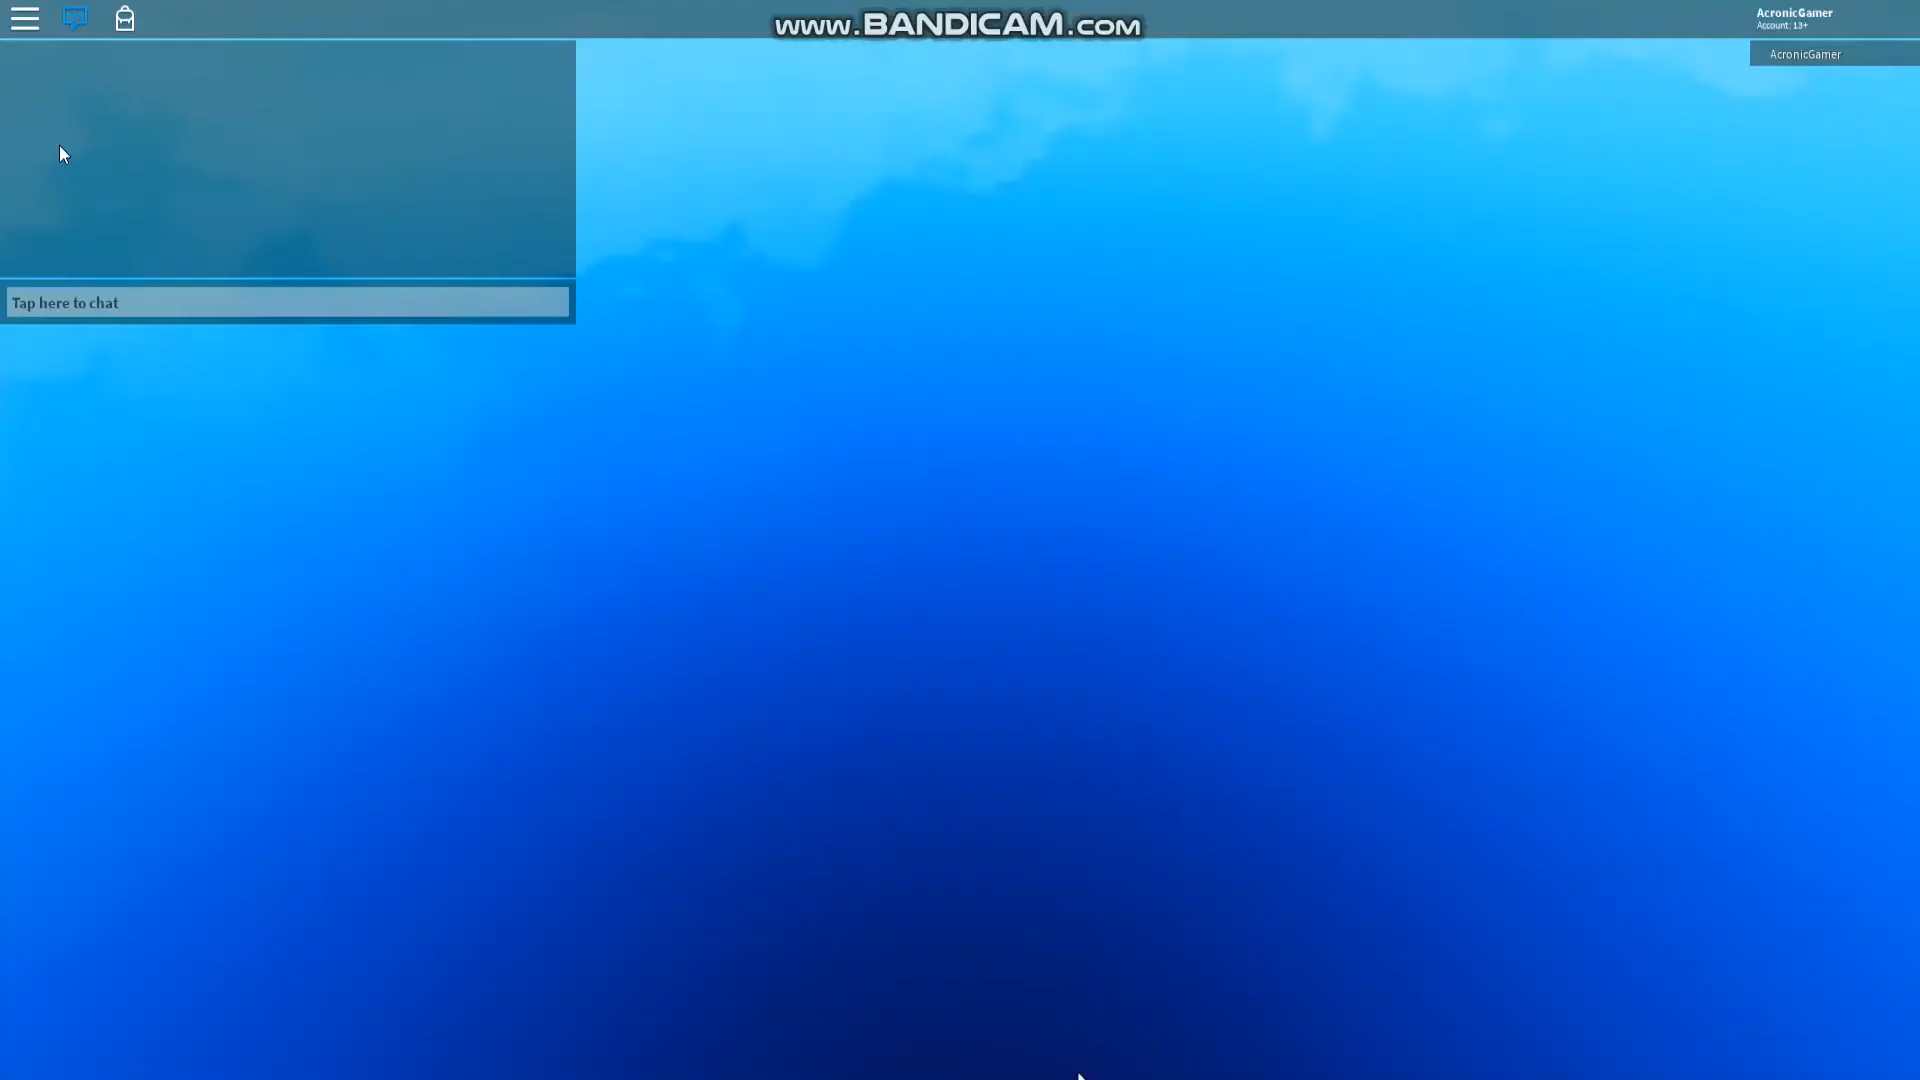 www.BANDICAM.com
AcronicGamer
Account: 13+
AcronicGamer
Tap here to chat